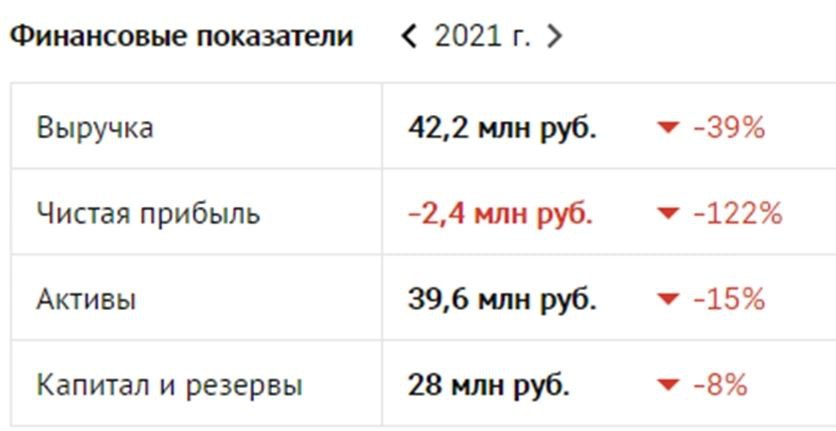 Финансовые показатели 2021 г.
Выручка 42,2 млн руб. -39%
Чистая прибыль -2,4 млн руб. -122%
Активы 39,6 млн руб. -15%
Капитал и резервы 28 млн руб. -8%